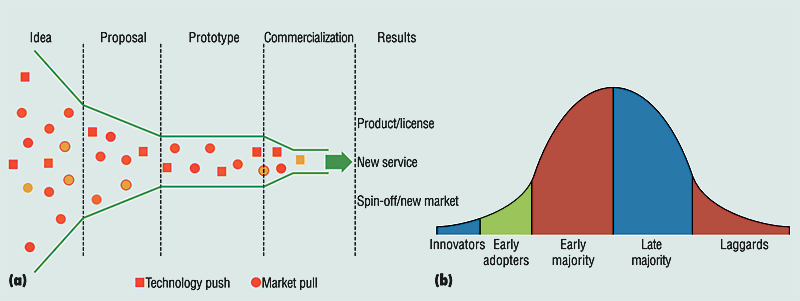 Idea
Proposal
Prototype
Commercialization
Results
Product/license
New service
Spin-off/new market
(a)
Technology push
Market pull
Innovators
Early
adopters
Early
majority
Late
majority
Laggards
(b)